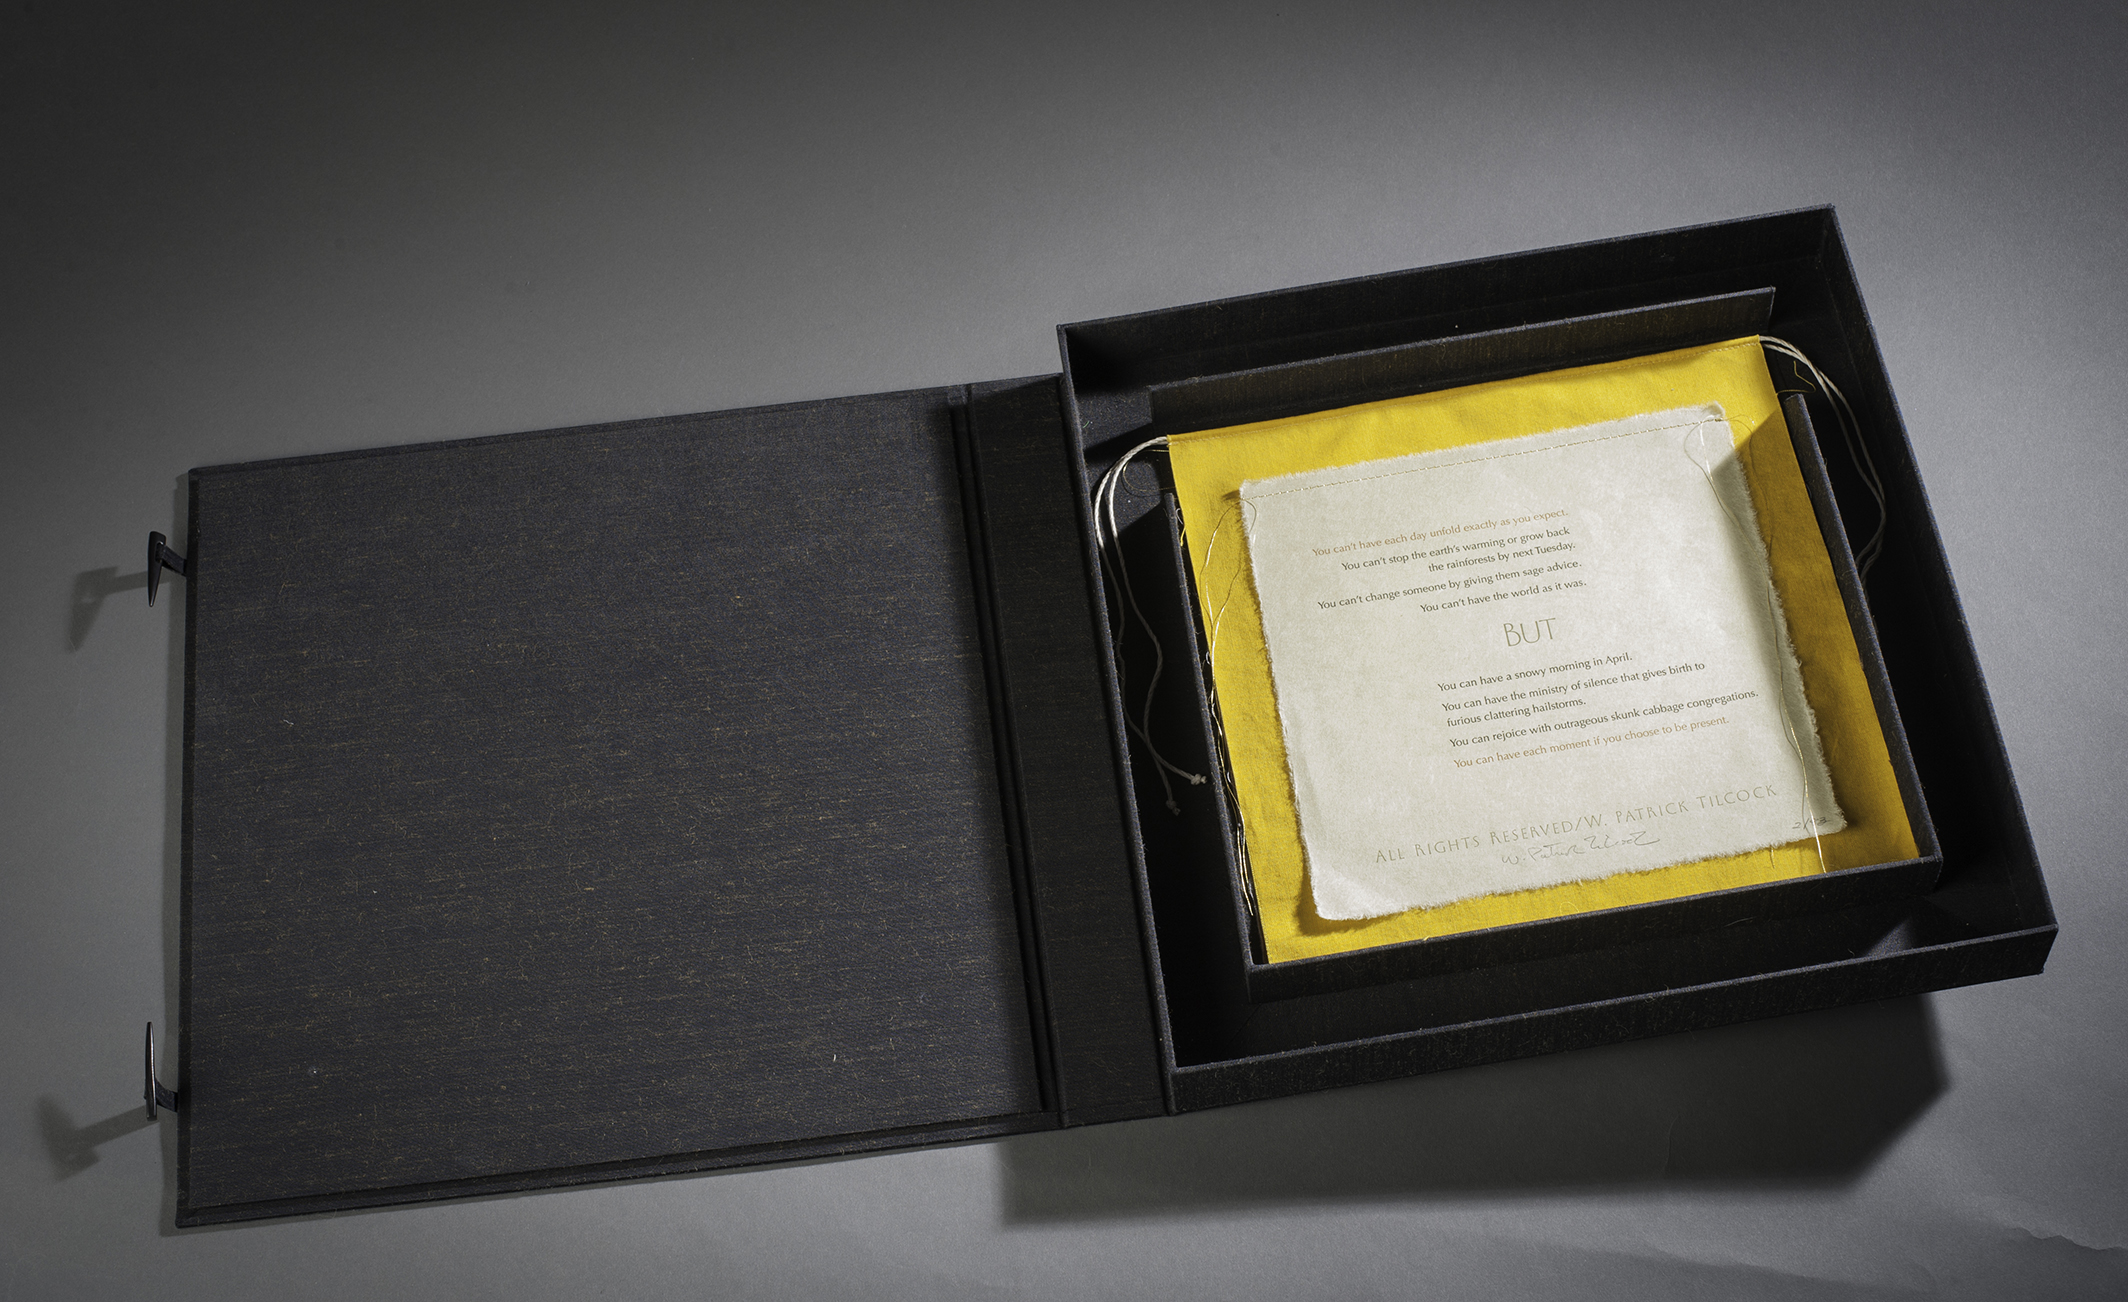 You can't have each day unfold exactly as you expect.
You can't stop the earth's warming or grow back
the rainforests by next Tuesday.
You can't change someone by giving them sage advice.
You can't have the world as it was.
BUT
You can have a snowy morning in April.
You can have the ministry of silence that gives birth to
furious clattering hailstorms.
You can rejoice with outrageous skunk cabbage congregations.
You can have each moment if you choose to be present.
ALL RIGHTS RESERVED/W. PATRICK TILCOCK
W. Patrick Tilcock